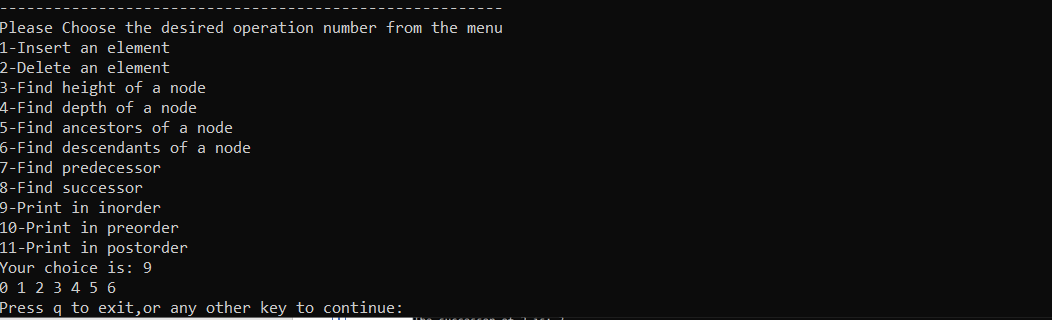 --------------------------------------------------------
Please Choose the desired operation number from the menu
1-Insert an element
2-Delete an element
3-Find height of a node
4-Find depth of a node
5-Find ancestors of a node
6-Find descendants of a node
7-Find predecessor
8-Find successor
9-Print in inorder
10-Print in preorder
11-Print in postorder
Your choice is: 9
0 1 2 3 4 5 6
Press q to exit,or any other key to continue: